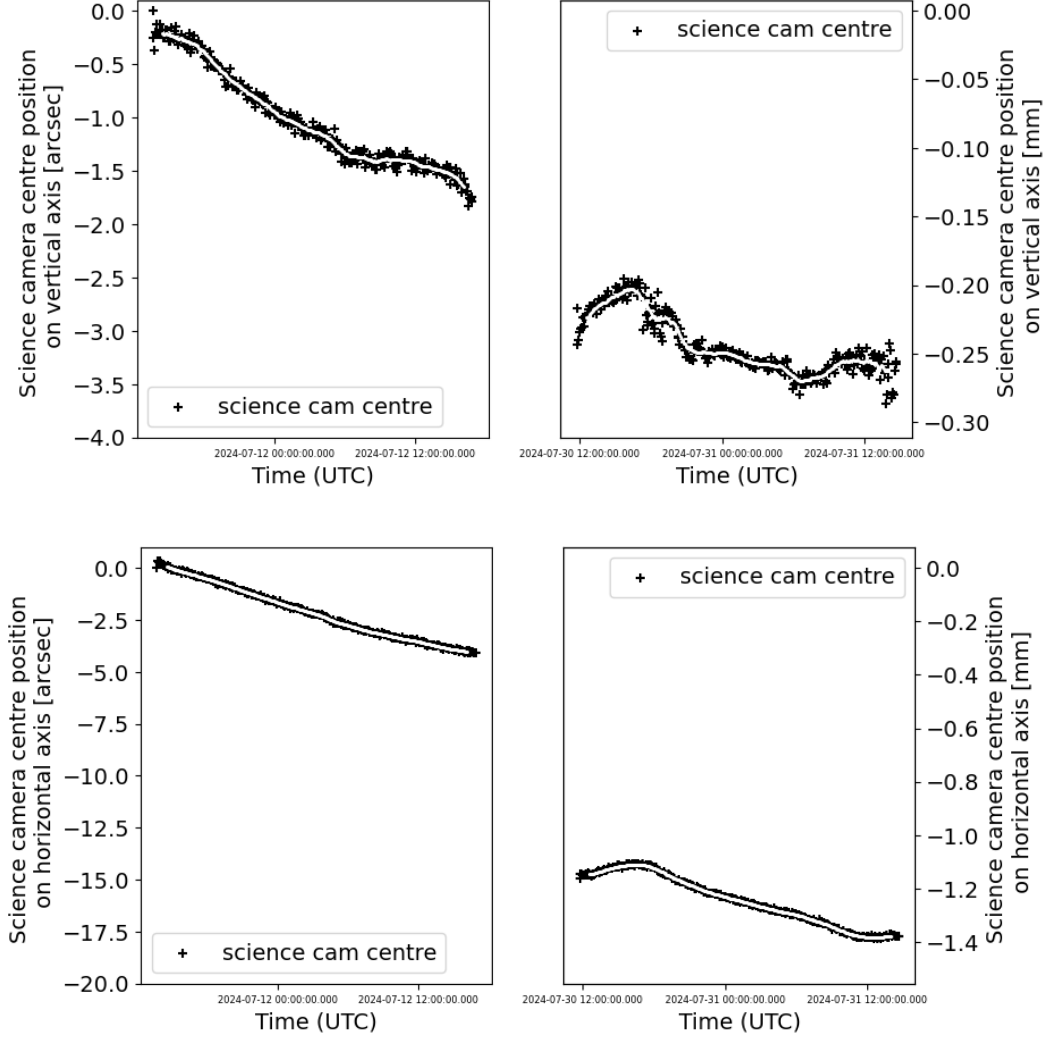 Science camera centre position
on vertical axis [arcsec]
0.0
−0.5
−1.0
−1.5
−2.0
−2.5
−3.0
−3.5
−4.0
science cam centre
2024-07-12 00:00:00.000
2024-07-12 12:00:00.000
Time (UTC)
science cam centre
0.00
−0.05
−0.10
−0.15
−0.20
−0.25
−0.30
Science camera centre position
on vertical axis [mm]
2024-07-30 12:00:00.000
2024-07-31 00:00:00.000
2024-07-31 12:00:00.000
Time (UTC)
Science camera centre position
on horizontal axis [arcsec]
0.0
−2.5
−5.0
−7.5
−10.0
−12.5
−15.0
−17.5
−20.0
science cam centre
2024-07-12 00:00:00.000
2024-07-12 12:00:00.000
Time (UTC)
science cam centre
0.0
−0.2
−0.4
−0.6
−0.8
−1.0
−1.2
−1.4
Science camera centre position
on horizontal axis [mm]
2024-07-30 12:00:00.000
2024-07-31 00:00:00.000
2024-07-31 12:00:00.000
Time (UTC)